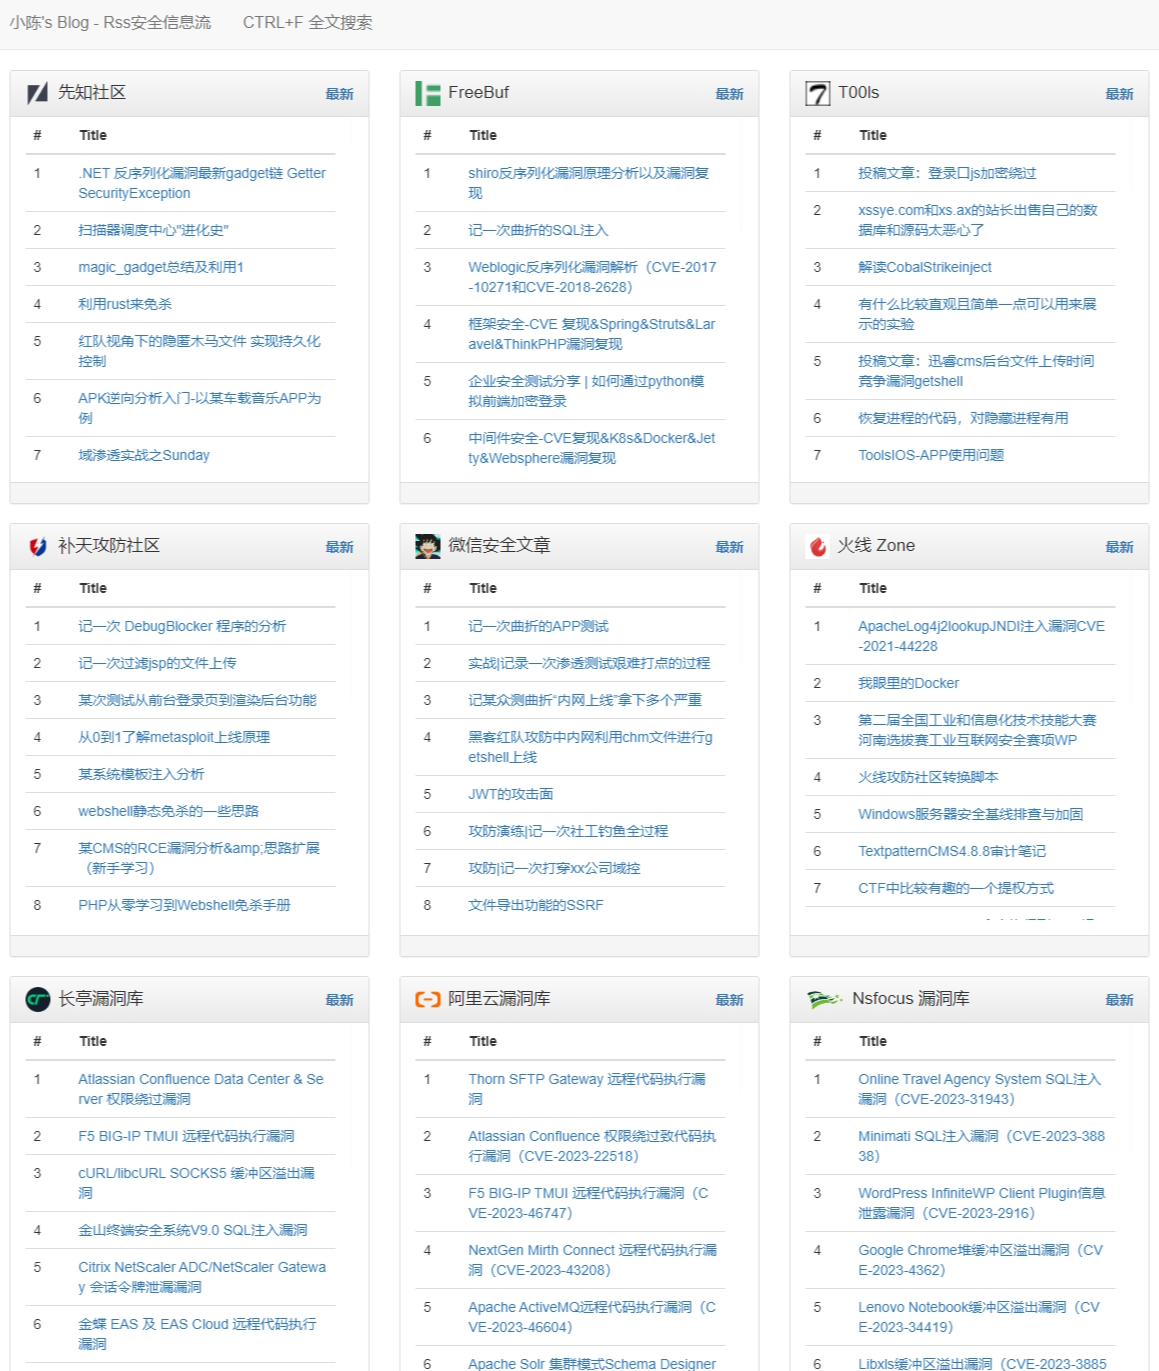 小陈's Blog - Rss安全信息流 CTRL+F 全文搜索
先知社区 最新
# Title
1 .NET 反序列化漏洞最新gadget链 Getter
SecurityException
2 扫描器调度中心"进化史"
3 magic_gadget总结及利用1
4 利用rust来免杀
5 红队视角下的隐匿木马文件 实现持久化
控制
6 APK逆向分析入门-以某车载音乐APP为
例
7 域渗透实战之Sunday
FreeBuf 最新
# Title
1 shiro反序列化漏洞原理分析以及漏洞复
现
2 记一次曲折的SQL注入
3 Weblogic反序列化漏洞解析（CVE-2017
-10271和CVE-2018-2628）
4 框架安全-CVE 复现&Spring&Struts&Lar
avel&ThinkPHP漏洞复现
5 企业安全测试分享 | 如何通过python模
拟前端加密登录
6 中间件安全-CVE复现&K8s&Docker&Jet
ty&Websphere漏洞复现
T00ls 最新
# Title
1 投稿文章：登录口js加密绕过
2 xssye.com和xs.ax的站长出售自己的数
据库和源码太恶心了
3 解读CobalStrikeinject
4 有什么比较直观且简单一点可以用来展
示的实验
5 投稿文章：迅睿cms后台文件上传时间
竞争漏洞getshell
6 恢复进程的代码，对隐藏进程有用
7 ToolsIOS-APP使用问题
补天攻防社区 最新
# Title
1 记一次 DebugBlocker 程序的分析
2 记一次过滤jsp的文件上传
3 某次测试从前台登录页到渲染后台功能
4 从0到1了解metasploit上线原理
5 某系统模板注入分析
6 webshell静态免杀的一些思路
7 某CMS的RCE漏洞分析&amp;思路扩展
（新手学习）
8 PHP从零学习到Webshell免杀手册
微信安全文章 最新
# Title
1 记一次曲折的APP测试
2 实战|记录一次渗透测试艰难打点的过程
3 记某众测曲折“内网上线”拿下多个严重
4 黑客红队攻防中内网利用chm文件进行g
etshell上线
5 JWT的攻击面
6 攻防演练|记一次社工钓鱼全过程
7 攻防|记一次打穿xx公司域控
8 文件导出功能的SSRF
火线 Zone 最新
# Title
1 ApacheLog4j2lookupJNDI注入漏洞CVE
-2021-44228
2 我眼里的Docker
3 第二届全国工业和信息化技术技能大赛
河南选拔赛工业互联网安全赛项WP
4 火线攻防社区转换脚本
5 Windows服务器安全基线排查与加固
6 TextpatternCMS4.8.8审计笔记
7 CTF中比较有趣的一个提权方式
长亭漏洞库 最新
# Title
1 Atlassian Confluence Data Center & Se
rver 权限绕过漏洞
2 F5 BIG-IP TMUI 远程代码执行漏洞
3 cURL/libcURL SOCKS5 缓冲区溢出漏
洞
4 金山终端安全系统V9.0 SQL注入漏洞
5 Citrix NetScaler ADC/NetScaler Gatewa
y 会话令牌泄漏漏洞
6 金蝶 EAS 及 EAS Cloud 远程代码执行
漏洞
阿里云漏洞库 最新
# Title
1 Thorn SFTP Gateway 远程代码执行漏
洞
2 Atlassian Confluence 权限绕过致代码执
行漏洞（CVE-2023-22518）
3 F5 BIG-IP TMUI 远程代码执行漏洞（C
VE-2023-46747）
4 NextGen Mirth Connect 远程代码执行漏
洞（CVE-2023-43208）
5 Apache ActiveMQ远程代码执行漏洞（C
VE-2023-46604）
6 Apache Solr 集群模式Schema Designer
Nsfocus 漏洞库 最新
# Title
1 Online Travel Agency System SQL注入
漏洞（CVE-2023-31943）
2 Minimati SQL注入漏洞（CVE-2023-388
38）
3 WordPress InfiniteWP Client Plugin信息
泄露漏洞（CVE-2023-2916）
4 Google Chrome堆缓冲区溢出漏洞（CV
E-2023-4362）
5 Lenovo Notebook缓冲区溢出漏洞（CV
E-2023-34419）
6 Libxls缓冲区溢出漏洞（CVE-2023-3885